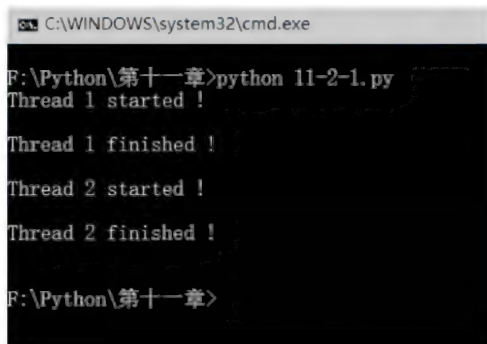 C:\WINDOWS\system32\cmd.exe
F:\Python\第十一章>python 11-2-1.py
Thread 1 started !
Thread 1 finished !
Thread 2 started !
Thread 2 finished !
F:\Python\第十一章>